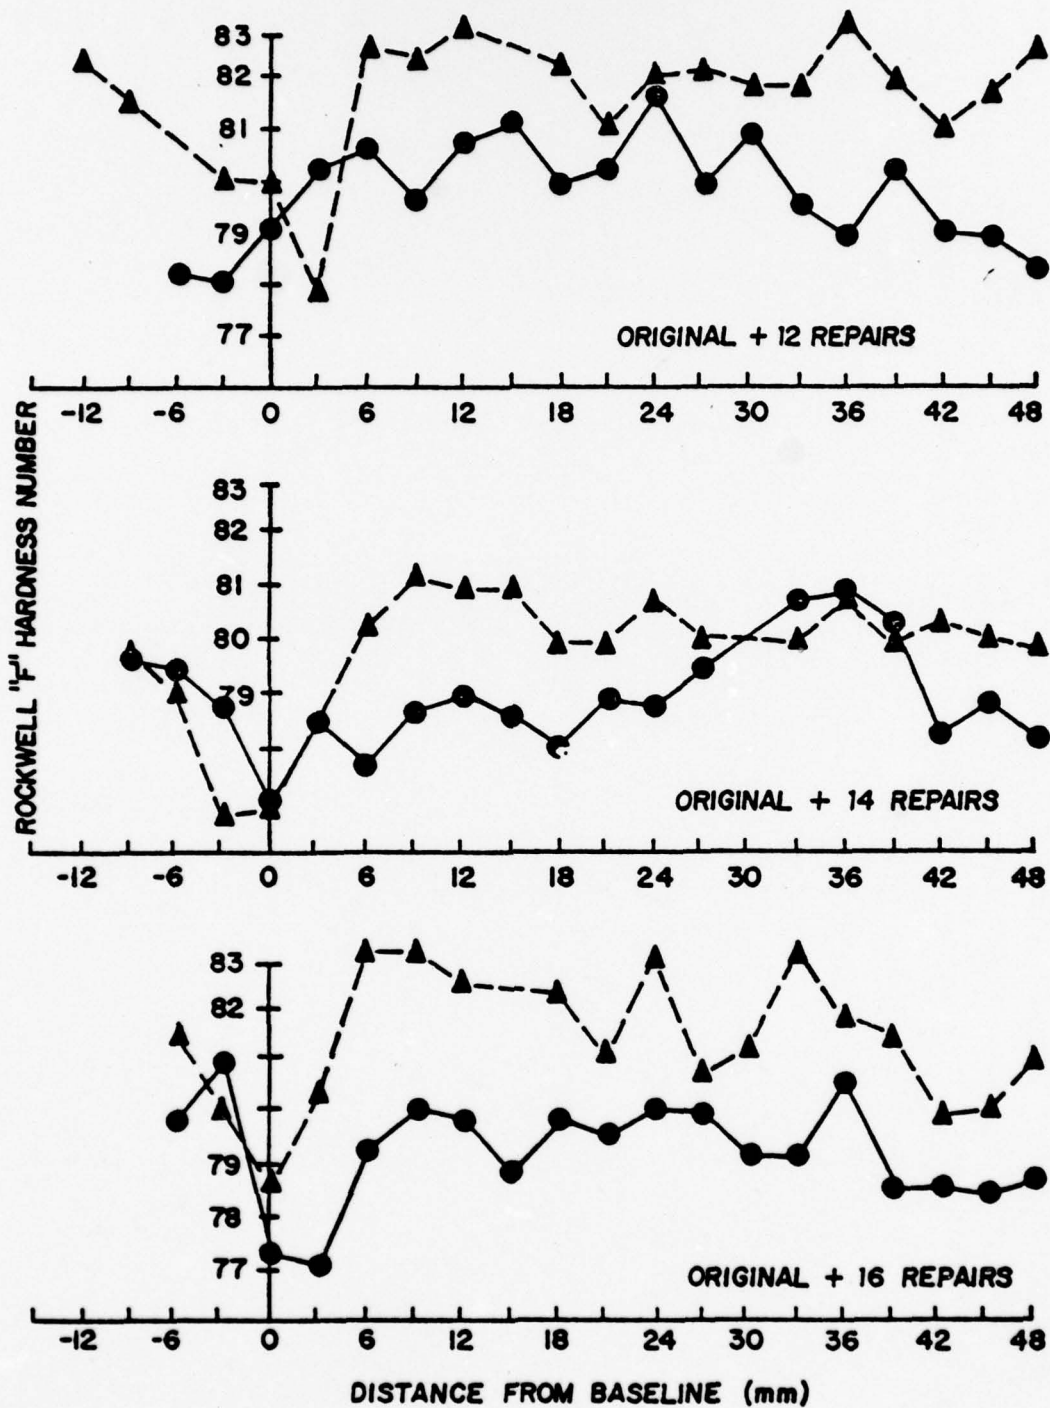 ROCKWELL "F" HARDNESS NUMBER
83
82
81
79
77
ORIGINAL + 12 REPAIRS
-12 -6 0 6 12 18 24 30 36 42 48
83
82
81
80
79
ORIGINAL + 14 REPAIRS
-12 -6 0 6 12 18 24 30 36 42 48
83
82
79
78
77
ORIGINAL + 16 REPAIRS
-12 -6 0 6 12 18 24 30 36 42 48
DISTANCE FROM BASELINE (mm)